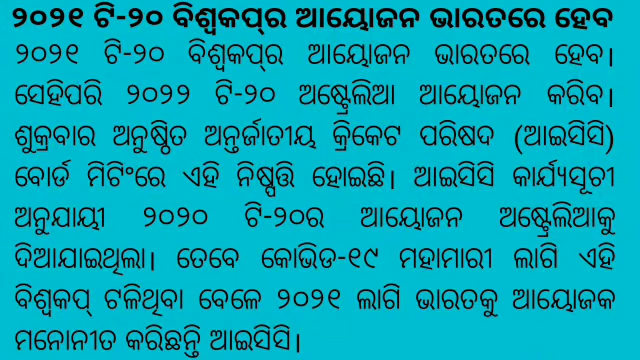 ୨୦୨୧ ଟି-୨୦ ବିଶ୍ୱକପ୍‌ର ଆୟୋଜନ ଭାରତରେ ହେବ
୨୦୨୧ ଟି-୨୦ ବିଶ୍ୱକପ୍‌ର ଆୟୋଜନ ଭାରତରେ ହେବ।
ସେହିପରି ୨୦୨୨ ଟି-୨୦ ଅଷ୍ଟ୍ରେଲିଆ ଆୟୋଜନ କରିବ।
ଶୁକ୍ରବାର ଅନୁଷ୍ଠିତ ଅନ୍ତର୍ଜାତୀୟ କ୍ରିକେଟ ପରିଷଦ (ଆଇସିସି)
ବୋର୍ଡ ମିଟିଂରେ ଏହି ନିଷ୍ପତ୍ତି ହୋଇଛି। ଆଇସିସି କାର୍ଯ୍ୟସୂଚୀ
ଅନୁଯାୟୀ ୨୦୨୦ ଟି-୨୦ର ଆୟୋଜନ ଅଷ୍ଟ୍ରେଲିଆକୁ
ଦିଆଯାଇଥିଲା। ତେବେ କୋଭିଡ-୧୯ ମହାମାରୀ ଲାଗି ଏହି
ବିଶ୍ୱକପ୍ ଟଳିଥିବା ବେଳେ ୨୦୨୧ ଲାଗି ଭାରତକୁ ଆୟୋଜକ
ମନୋନୀତ କରିଛନ୍ତି ଆଇସିସି।